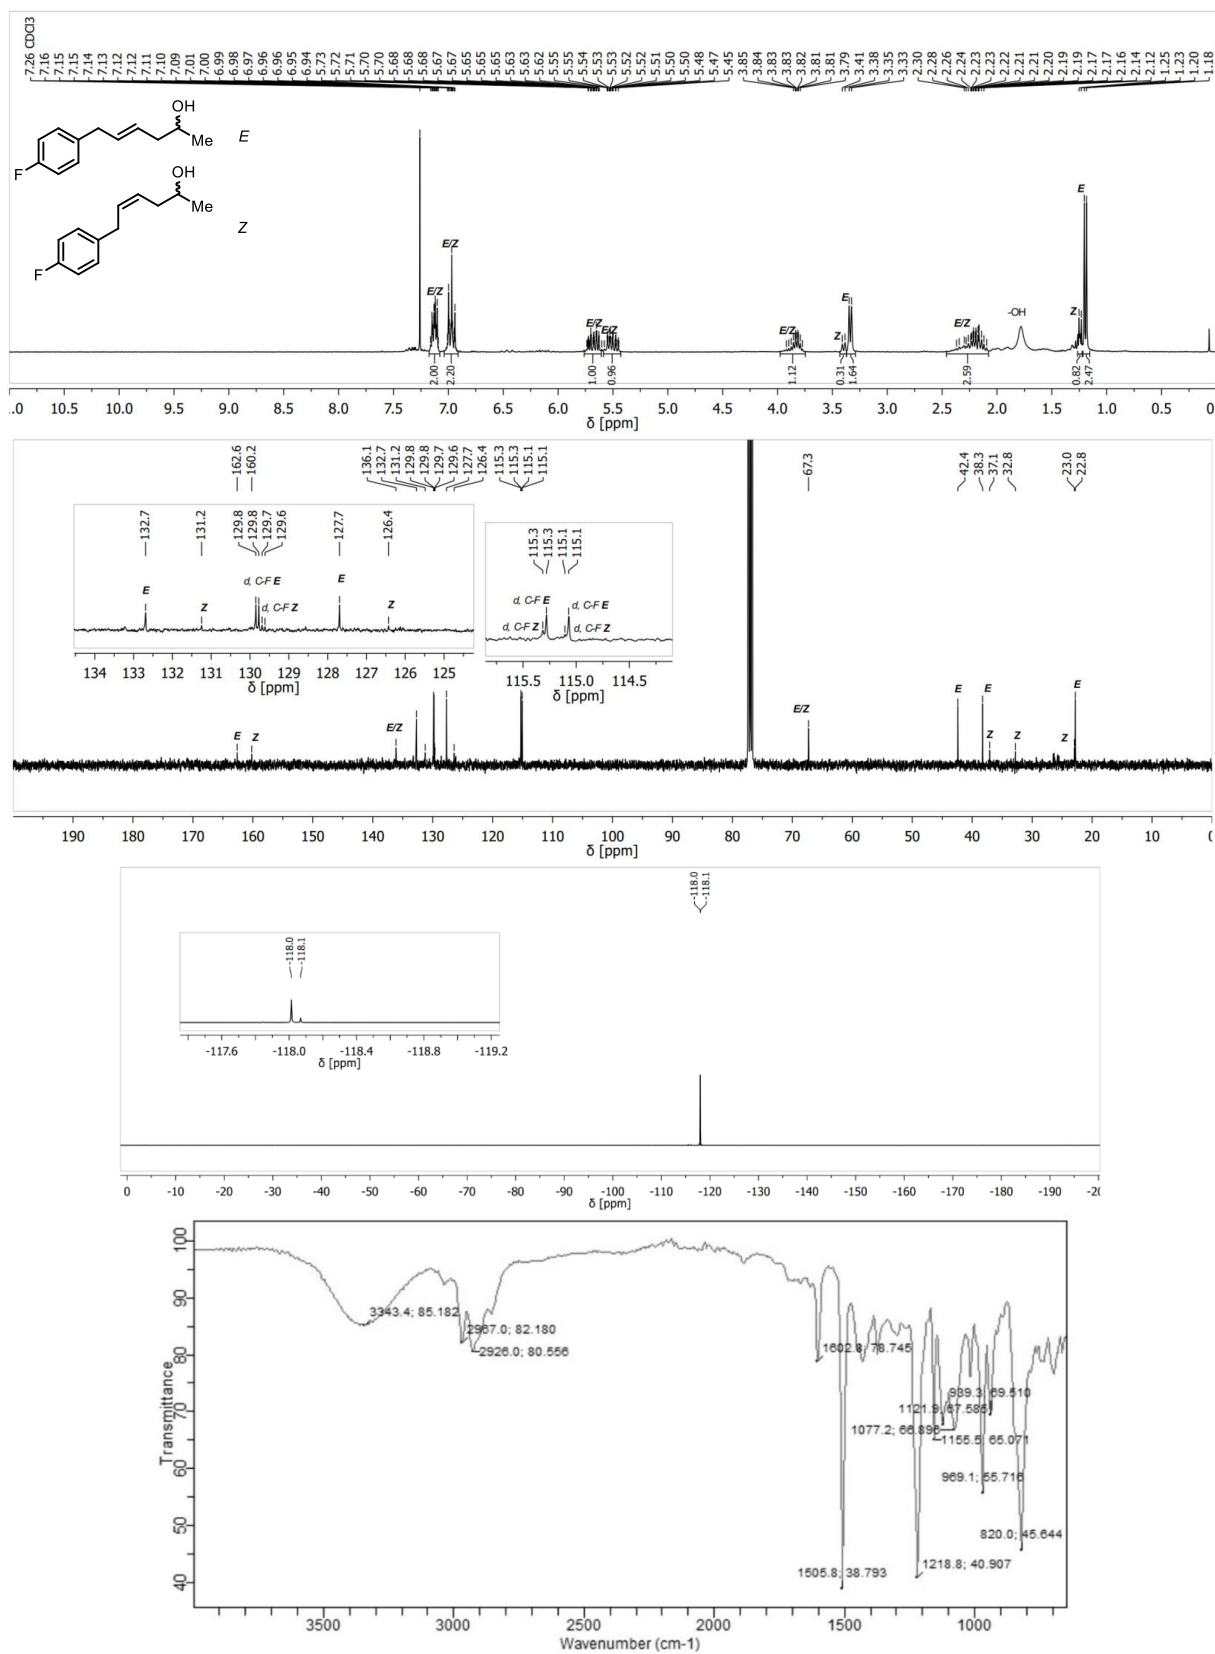 7.26 CDCl3
7.16
7.15
7.15
7.14
7.13
7.12
7.12
7.11
7.10
7.09
7.01
7.00
6.99
6.98
6.97
6.96
6.96
6.95
6.94
5.73
5.72
5.71
5.70
5.70
5.68
5.68
5.68
5.67
5.67
5.65
5.65
5.65
5.63
5.63
5.62
5.55
5.55
5.54
5.53
5.53
5.52
5.52
5.51
5.50
5.50
5.48
5.47
5.45
3.85
3.84
3.83
3.83
3.82
3.81
3.81
3.79
3.41
3.38
3.35
3.33
2.30
2.28
2.26
2.24
2.23
2.23
2.22
2.21
2.21
2.20
2.19
2.19
2.17
2.17
2.16
2.14
2.12
1.25
1.23
1.20
1.18
OH
Me
E
F
OH
Me
Z
F
E/Z
E/Z
E/Z
E/Z
E/Z
Z
E
E/Z
-OH
Z
E
2.00
2.20
1.00
0.96
1.12
0.31
1.64
2.59
0.82
2.47
.0 10.5 10.0 9.5 9.0 8.5 8.0 7.5 7.0 6.5 6.0 5.5 5.0 4.5 4.0 3.5 3.0 2.5 2.0 1.5 1.0 0.5 0
δ [ppm]
162.6
160.2
136.1
132.7
131.2
129.8
129.8
129.7
129.6
127.7
126.4
115.3
115.3
115.1
115.1
67.3
42.4
38.3
37.1
32.8
23.0
22.8
132.7
131.2
129.8
129.8
129.7
129.6
127.7
126.4
E
Z
d, C-F E
d, C-F Z
E
Z
134 133 132 131 130 129 128 127 126 125
δ [ppm]
115.3
115.3
115.1
115.1
d, C-F E
d, C-F E
d, C-F Z
d, C-F Z
115.5 115.0 114.5
δ [ppm]
E
Z
E/Z
E/Z
E
E
Z
Z
Z
E
190 180 170 160 150 140 130 120 110 100 90 80 70 60 50 40 30 20 10 0
δ [ppm]
-118.0
-118.1
-118.0
-118.1
-117.6 -118.0 -118.4 -118.8 -119.2
δ [ppm]
0 -10 -20 -30 -40 -50 -60 -70 -80 -90 -100 -110 -120 -130 -140 -150 -160 -170 -180 -190 -20
δ [ppm]
100
90
80
70
60
50
40
Transmittance
3343.4; 85.182
2967.0; 82.180
2926.0; 80.556
1602.8; 78.745
939.3; 69.510
1121.9; 67.585
1077.2; 66.896
1155.5; 65.071
969.1; 55.716
820.0; 45.644
1218.8; 40.907
1505.8; 38.793
3500 3000 2500 2000 1500 1000
Wavenumber (cm-1)